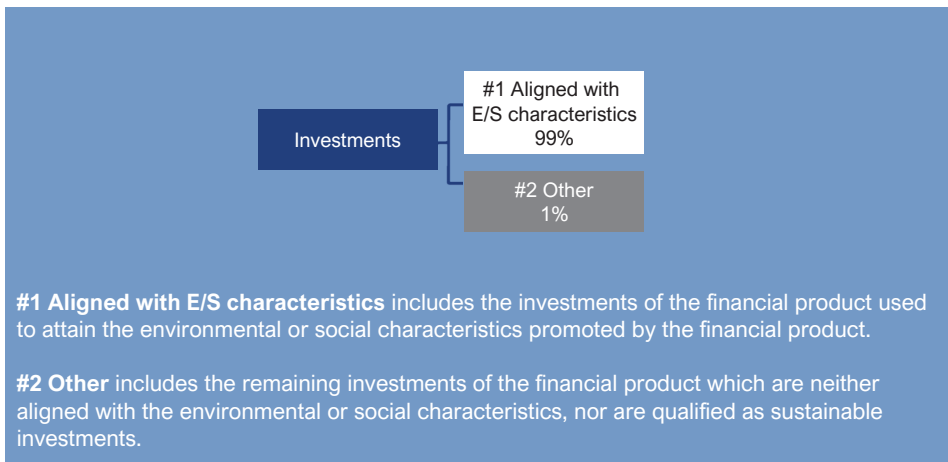 Investments
#1 Aligned with
E/S characteristics
99%
#2 Other
1%
#1 Aligned with E/S characteristics includes the investments of the financial product used
to attain the environmental or social characteristics promoted by the financial product.
#2 Other includes the remaining investments of the financial product which are neither
aligned with the environmental or social characteristics, nor are qualified as sustainable
investments.